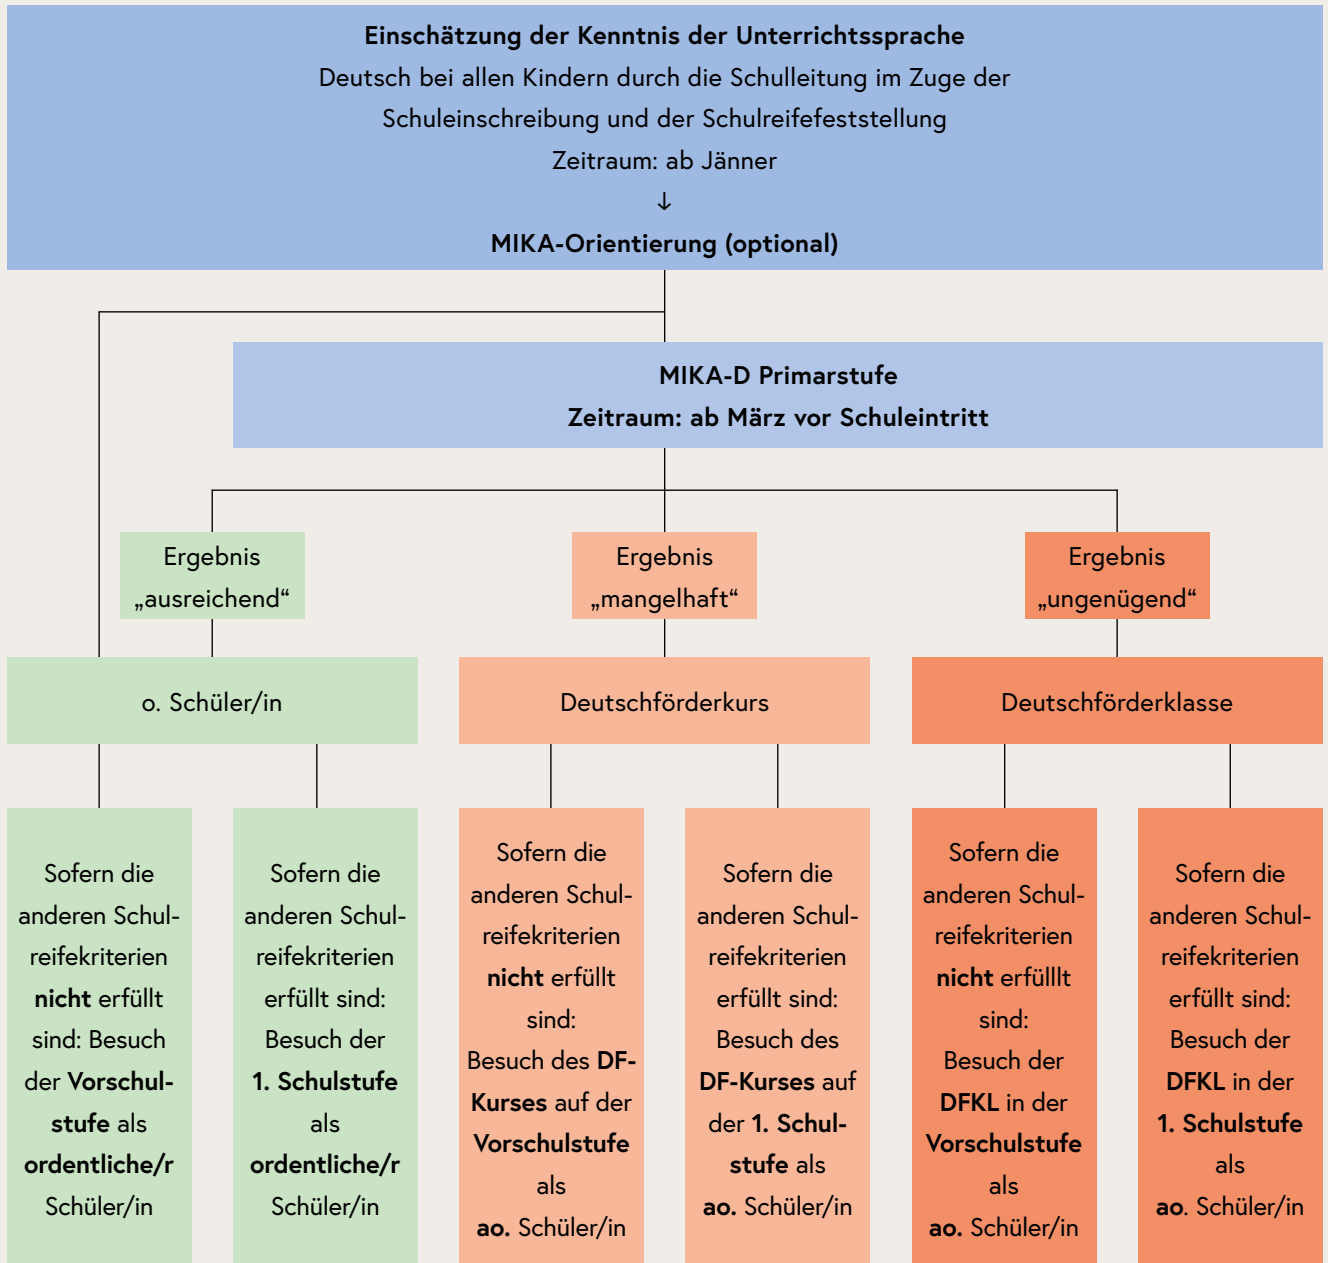 Einschätzung der Kenntnis der Unterrichtssprache
Deutsch bei allen Kindern durch die Schulleitung im Zuge der
Schuleinschreibung und der Schulreifefeststellung
Zeitraum: ab Jänner
↓
MIKA-Orientierung (optional)
MIKA-D Primarstufe
Zeitraum: ab März vor Schuleintritt
Ergebnis
„ausreichend“
Ergebnis
„mangelhaft“
Ergebnis
„ungenügend“
o. Schüler/in
Deutschförderkurs
Deutschförderklasse
Sofern die
anderen Schul-
reifekriterien
nicht erfüllt
sind: Besuch
der Vorschul-
stufe als
ordentliche/r
Schüler/in
Sofern die
anderen Schul-
reifekriterien
erfüllt sind:
Besuch der
1. Schulstufe
als
ordentliche/r
Schüler/in
Sofern die
anderen Schul-
reifekriterien
nicht erfüllt
sind:
Besuch des DF-
Kurses auf der
Vorschulstufe
als
ao. Schüler/in
Sofern die
anderen Schul-
reifekriterien
erfüllt sind:
Besuch des
DF-Kurses auf
der 1. Schul-
stufe als
ao. Schüler/in
Sofern die
anderen Schul-
reifekriterien
nicht erfülllt
sind:
Besuch der
DFKL in der
Vorschulstufe
als
ao. Schüler/in
Sofern die
anderen Schul-
reifekriterien
erfüllt sind:
Besuch der
DFKL in der
1. Schulstufe
als
ao. Schüler/in